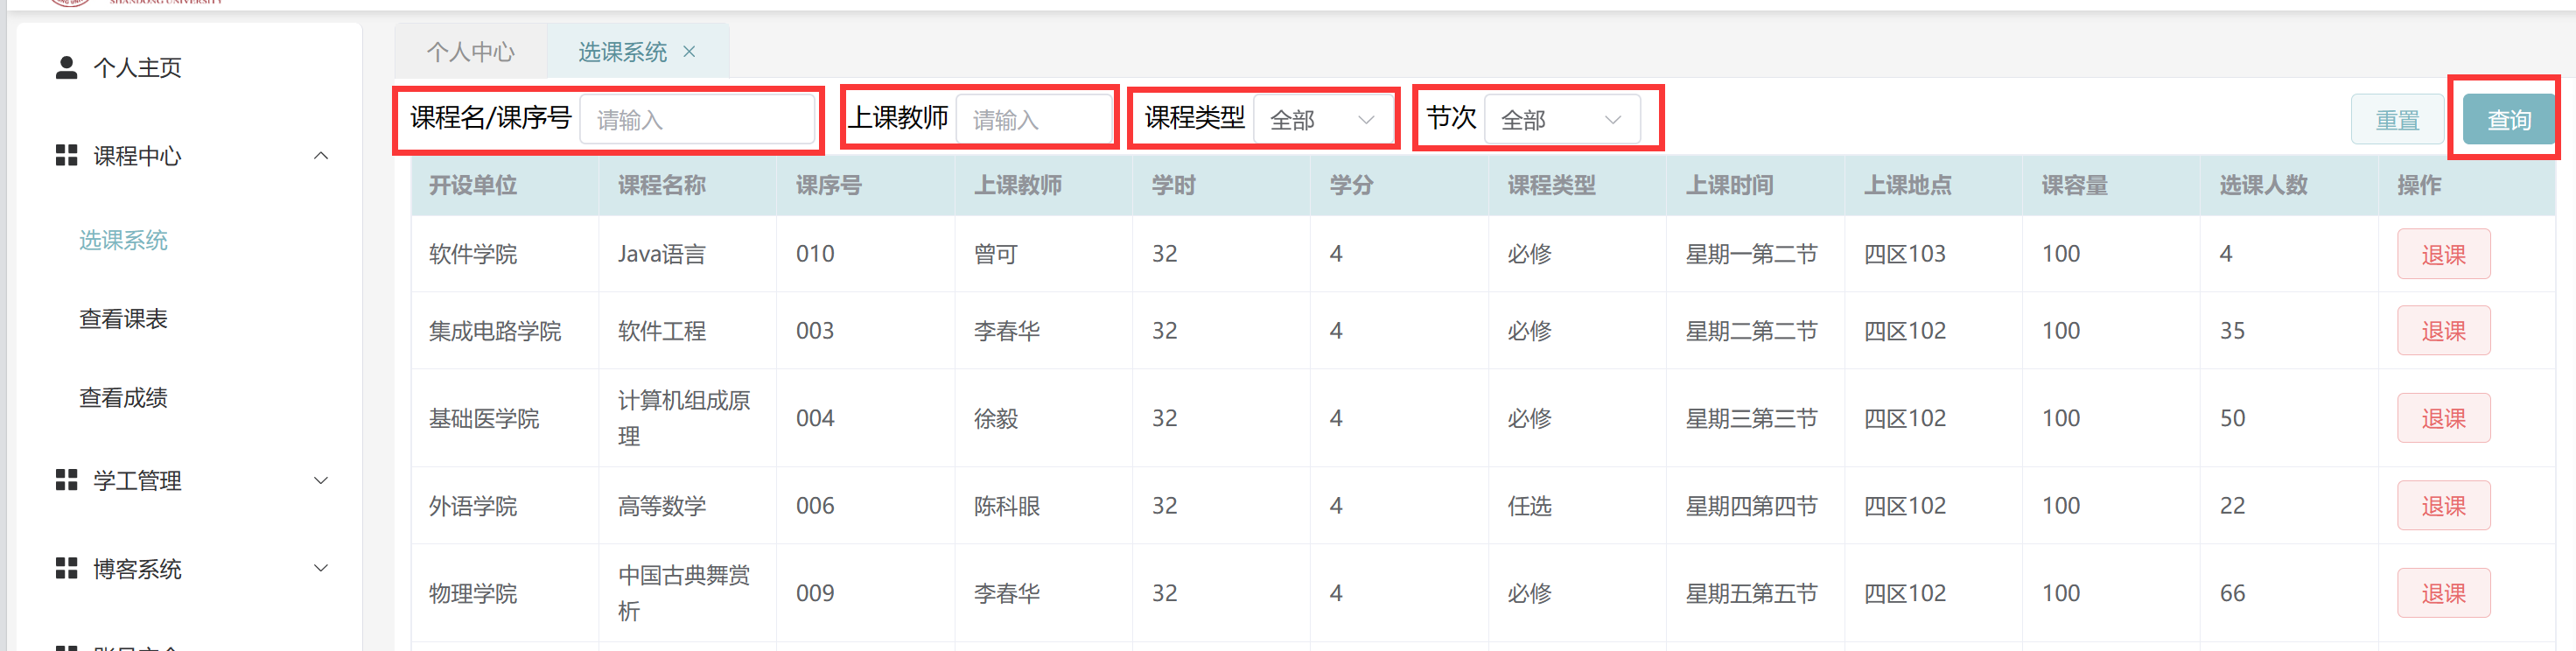 SHANDONG UNIVERSITY
个人主页
课程中心
选课系统
查看课表
查看成绩
学工管理
博客系统
个人中心 选课系统 ×
课程名/课序号 请输入 上课教师 请输入 课程类型 全部 节次 全部 重置 查询
开设单位 课程名称 课序号 上课教师 学时 学分 课程类型 上课时间 上课地点 课容量 选课人数 操作
软件学院 Java语言 010 曾可 32 4 必修 星期一第二节 四区103 100 4 退课
集成电路学院 软件工程 003 李春华 32 4 必修 星期二第二节 四区102 100 35 退课
基础医学院 计算机组成原
理 004 徐毅 32 4 必修 星期三第三节 四区102 100 50 退课
外语学院 高等数学 006 陈科眼 32 4 任选 星期四第四节 四区102 100 22 退课
物理学院 中国古典舞赏
析 009 李春华 32 4 必修 星期五第五节 四区102 100 66 退课